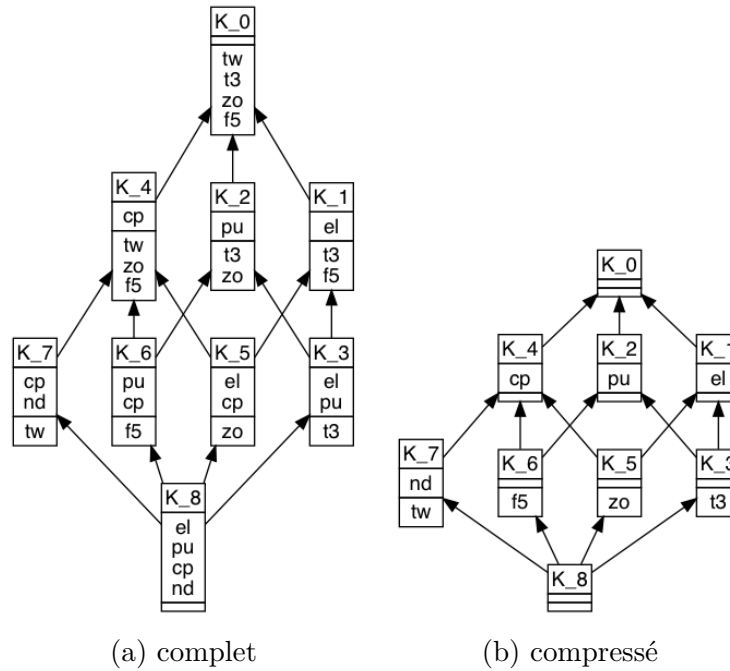 K_0
tw
t3
zo
f5
K_4
cp
tw
zo
f5
K_2
pu
t3
zo
K_1
el
t3
f5
K_7
cp
nd
tw
K_6
pu
cp
f5
K_5
el
cp
zo
K_3
el
pu
t3
K_8
el
pu
cp
nd
(a) complet
K_0
K_4
cp
K_2
pu
K_1
el
K_7
nd
tw
K_6
f5
K_5
zo
K_3
t3
K_8
(b) compressé